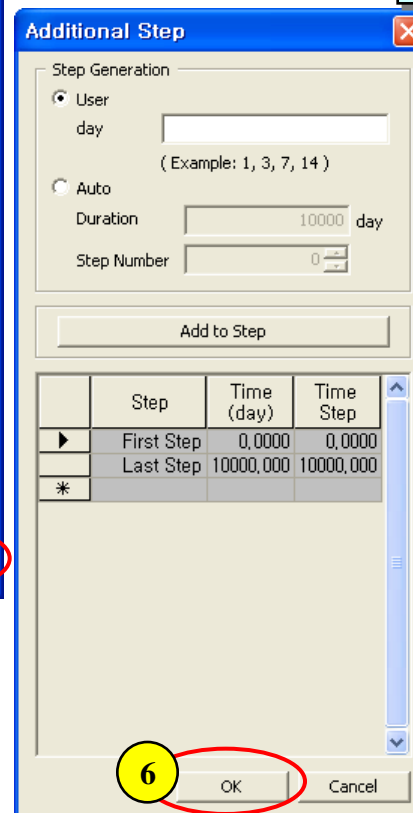 Additional Step
Step Generation
User
day
( Example: 1, 3, 7, 14 )
Auto
Duration 10000 day
Step Number 0
Add to Step
Step Time (day) Time Step
First Step 0,0000 0,0000
Last Step 10000,000 10000,000
*
6
OK Cancel